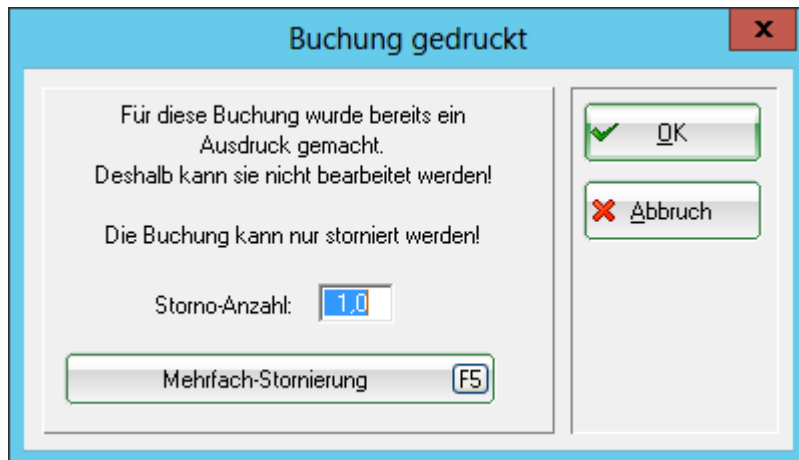 Buchung gedruckt
x
Für diese Buchung wurde bereits ein
Ausdruck gemacht.
Deshalb kann sie nicht bearbeitet werden!
Die Buchung kann nur storniert werden!
Storno-Anzahl: 1,0
Mehrfach-Stornierung F5
OK
Abbruch